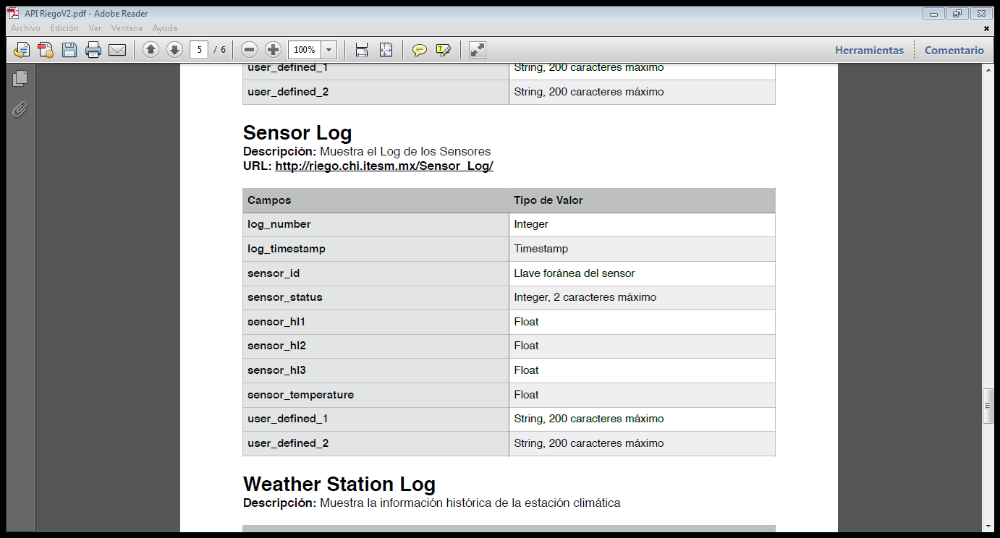 API RiegoV2.pdf - Adobe Reader
Archivo Edición Ver Ventana Ayuda
5 / 6 100% Herramientas Comentario
user_defined_1 String, 200 caracteres máximo
user_defined_2 String, 200 caracteres máximo
Sensor Log
Descripción: Muestra el Log de los Sensores
URL: http://riego.chi.itesm.mx/Sensor_Log/
Campos Tipo de Valor
log_number Integer
log_timestamp Timestamp
sensor_id Llave foránea del sensor
sensor_status Integer, 2 caracteres máximo
sensor_hl1 Float
sensor_hl2 Float
sensor_hl3 Float
sensor_temperature Float
user_defined_1 String, 200 caracteres máximo
user_defined_2 String, 200 caracteres máximo
Weather Station Log
Descripción: Muestra la información histórica de la estación climática